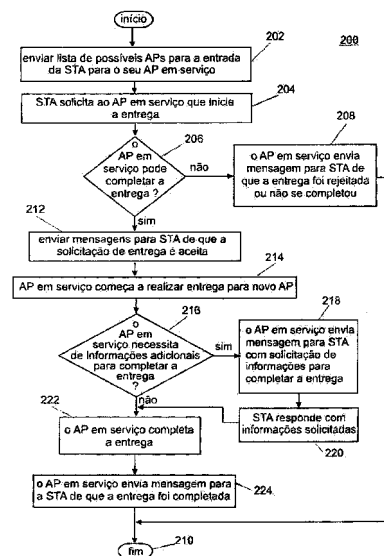 início
200
enviar lista de possíveis APs para a entrada
da STA para o seu AP em serviço
202
STA solicita ao AP em serviço que inicie
a entrega
204
o
AP em
serviço pode
completar
a entrega ?
206
não
sim
208
o AP em serviço envia
mensagem para STA de
que a entrega foi rejeitada
ou não se completou
212
enviar mensagens para STA de que a
solicitação de entrega é aceita
214
AP em serviço começa a realizar entrega para novo AP
216
o
AP em
serviço necessita
de Informações adicionais
para completar a
entrega
?
sim
não
218
o AP em serviço envia
mensagem para STA
com solicitação de
informações para
completar a entrega
STA responde com
informações solicitadas
220
222
o AP em serviço completa
a entrega
o AP em serviço envia mensagem para
a STA de que a entrega foi completada
224
fim
210